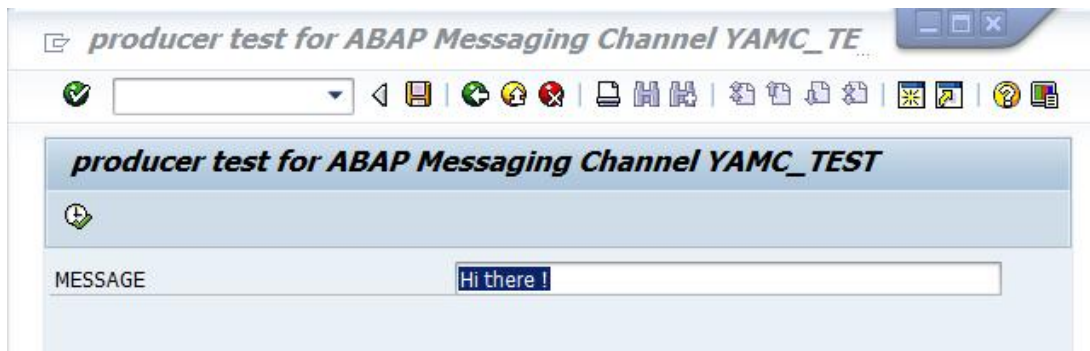 producer test for ABAP Messaging Channel YAMC_TE
producer test for ABAP Messaging Channel YAMC_TEST
MESSAGE
Hi there !